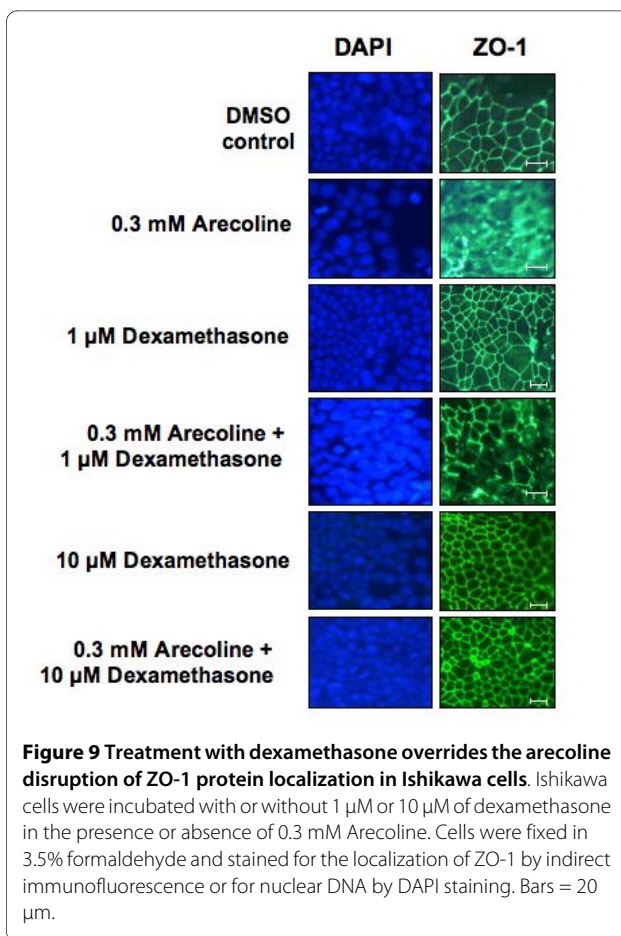 DAPI ZO-1
DMSO
control
0.3 mM Arecoline
1 µM Dexamethasone
0.3 mM Arecoline +
1 µM Dexamethasone
10 µM Dexamethasone
0.3 mM Arecoline +
10 µM Dexamethasone
Figure 9 Treatment with dexamethasone overrides the arecoline
disruption of ZO-1 protein localization in Ishikawa cells. Ishikawa
cells were incubated with or without 1 µM or 10 µM of dexamethasone
in the presence or absence of 0.3 mM Arecoline. Cells were fixed in
3.5% formaldehyde and stained for the localization of ZO-1 by indirect
immunofluorescence or for nuclear DNA by DAPI staining. Bars = 20
µm.